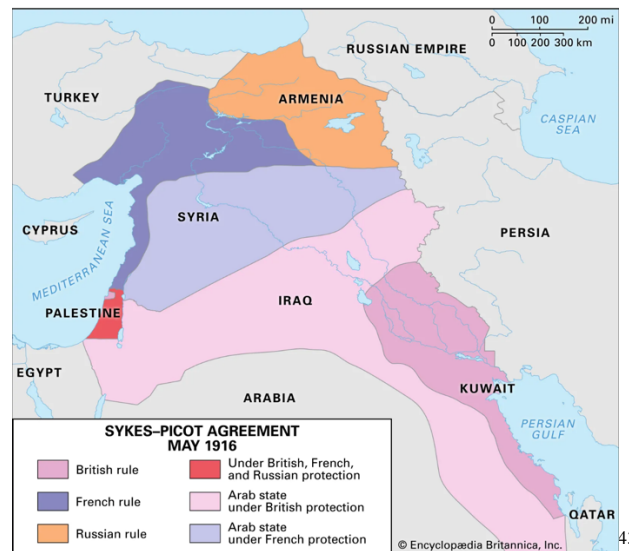 0 100 200 mi
0 100 200 300 km
RUSSIAN EMPIRE
TURKEY
ARMENIA
CASPIAN
SEA
CYPRUS
MEDITERRANEAN SEA
SYRIA
PERSIA
PALESTINE
IRAQ
EGYPT
ARABIA
KUWAIT
PERSIAN
GULF
QATAR
SYKES–PICOT AGREEMENT
MAY 1916
British rule
French rule
Russian rule
Under British, French,
and Russian protection
Arab state
under British protection
Arab state
under French protection
© Encyclopædia Britannica, Inc.